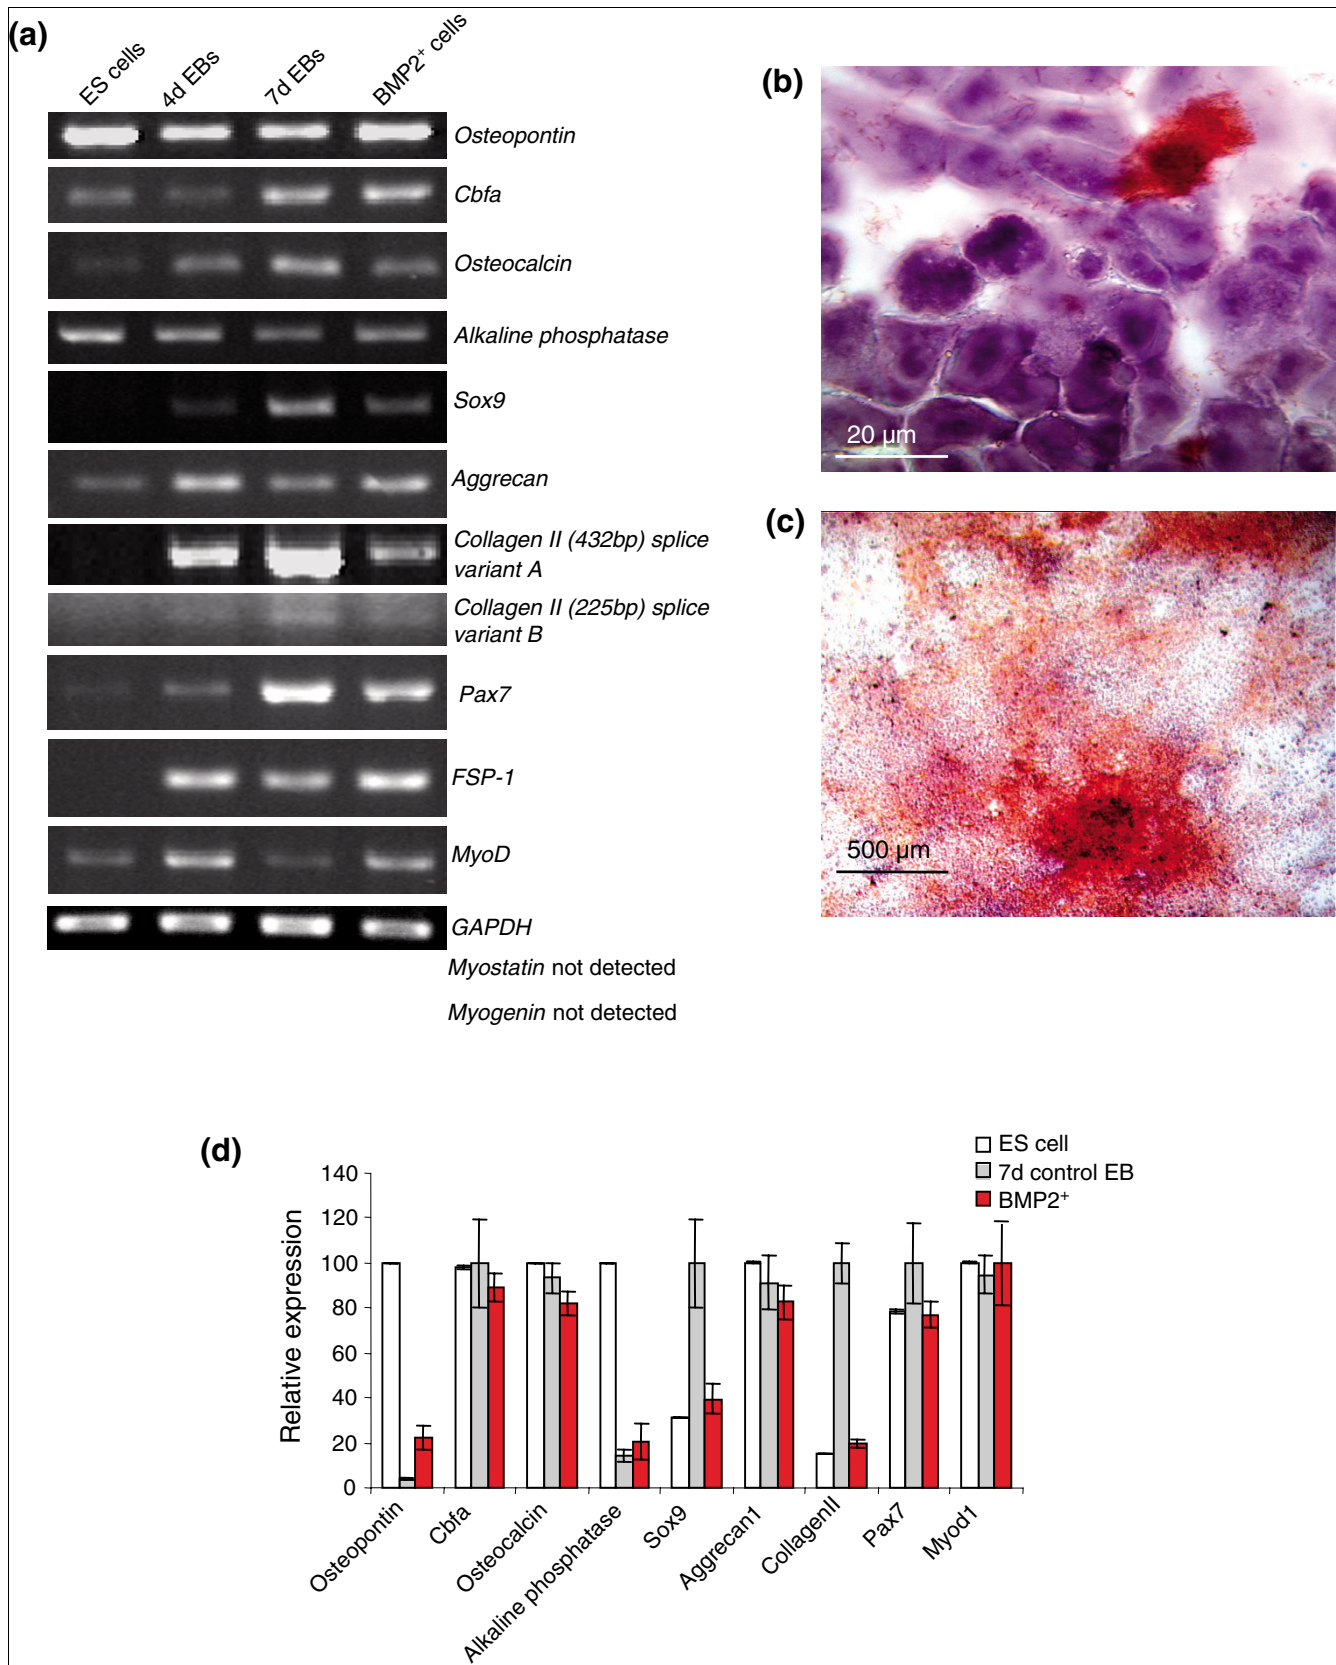 (a)
ES cells
4d EBs
7d EBs
BMP2⁺ cells
Osteopontin
Cbfa
Osteocalcin
Alkaline phosphatase
Sox9
Aggrecan
Collagen II (432bp) splice
variant A
Collagen II (225bp) splice
variant B
Pax7
FSP-1
MyoD
GAPDH
Myostatin not detected
Myogenin not detected
(b)
20 µm
(c)
500 µm
(d)
ES cell
7d control EB
BMP2⁺
Relative expression
140
120
100
80
60
40
20
0
Osteopontin
Cbfa
Osteocalcin
Alkaline phosphatase
Sox9
Aggrecan1
CollagenII
Pax7
Myod1